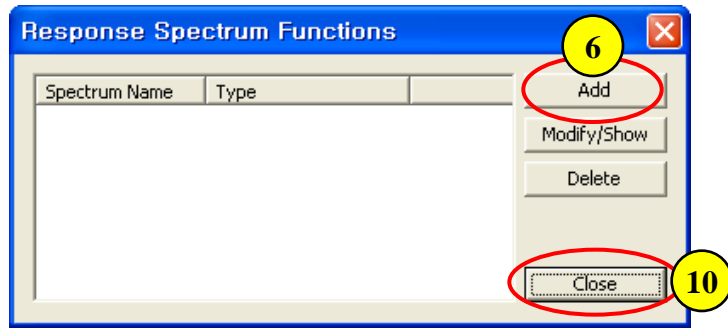 Response Spectrum Functions
6
Spectrum Name Type
Add
Modify/Show
Delete
Close
10